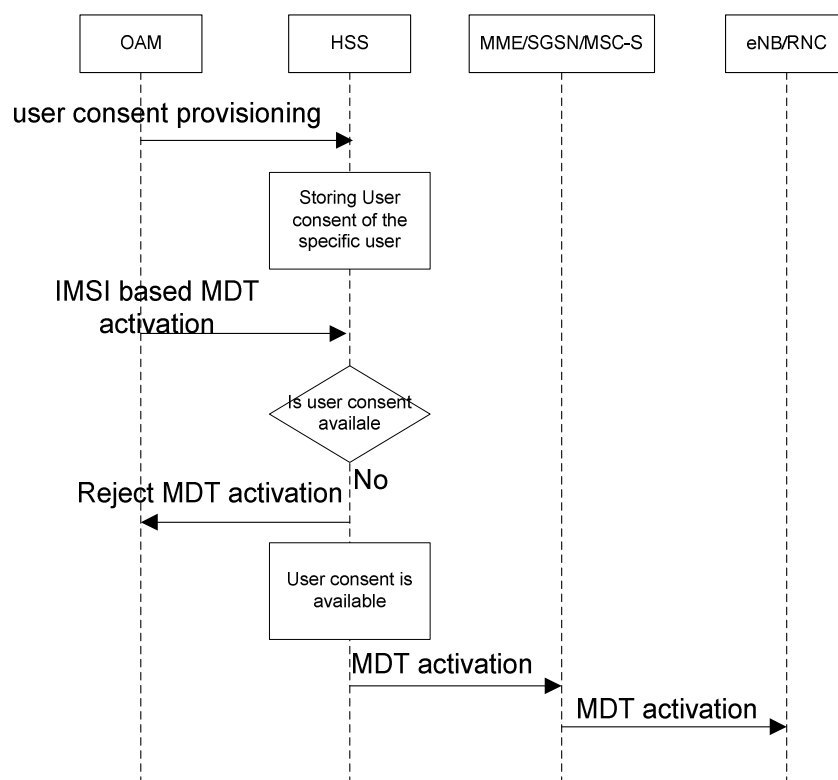 OAM
HSS
MME/SGSN/MSC-S
eNB/RNC
user consent provisioning
Storing User
consent of the
specific user
IMSI based MDT
activation
Is user consent
availale
No
Reject MDT activation
User consent is
available
MDT activation
MDT activation